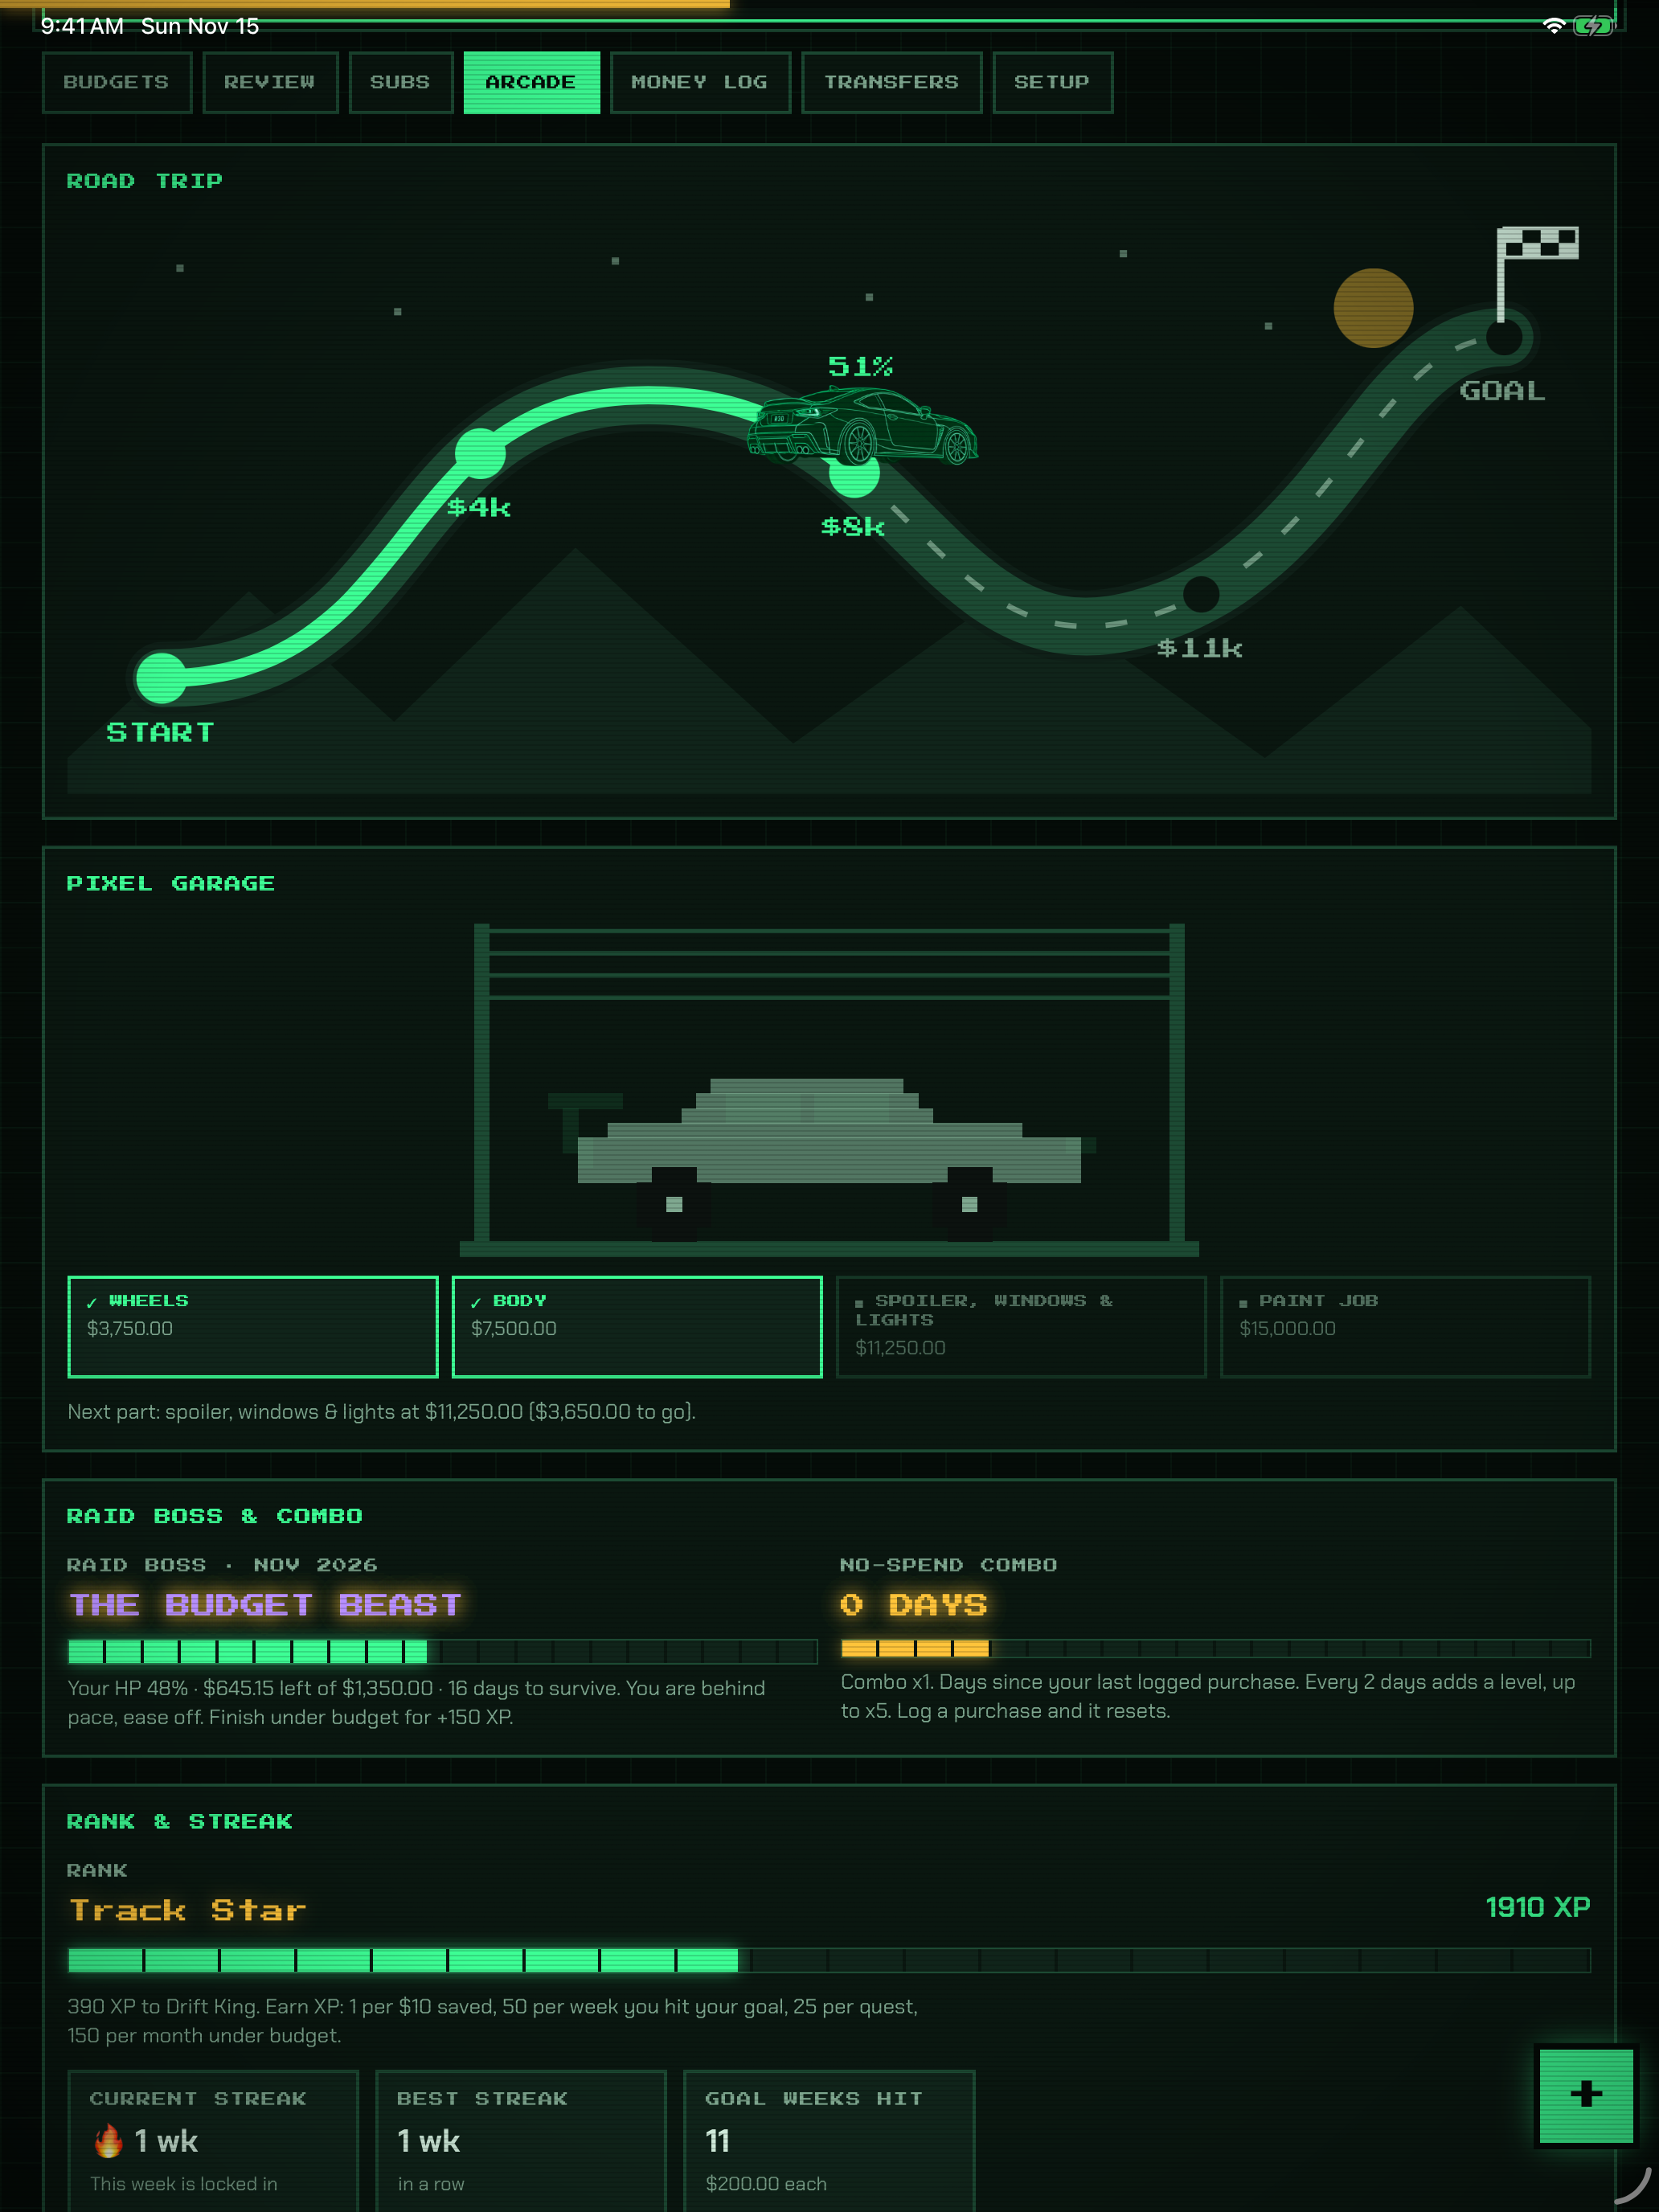 9:41 AM Sun Nov 15
BUDGETS REVIEW SUBS ARCADE MONEY LOG TRANSFERS SETUP
ROAD TRIP
51%
GOAL
$4k
$8k
$11k
START
PIXEL GARAGE
✓ WHEELS
$3,750.00
✓ BODY
$7,500.00
▪ SPOILER, WINDOWS &
LIGHTS
$11,250.00
▪ PAINT JOB
$15,000.00
Next part: spoiler, windows & lights at $11,250.00 ($3,650.00 to go).
RAID BOSS & COMBO
RAID BOSS · NOV 2026
THE BUDGET BEAST
Your HP 48% · $645.15 left of $1,350.00 · 16 days to survive. You are behind
pace, ease off. Finish under budget for +150 XP.
NO-SPEND COMBO
0 DAYS
Combo x1. Days since your last logged purchase. Every 2 days adds a level, up
to x5. Log a purchase and it resets.
RANK & STREAK
RANK
Track Star
1910 XP
390 XP to Drift King. Earn XP: 1 per $10 saved, 50 per week you hit your goal, 25 per quest,
150 per month under budget.
CURRENT STREAK
🔥 1 wk
This week is locked in
BEST STREAK
1 wk
in a row
GOAL WEEKS HIT
11
$200.00 each
+